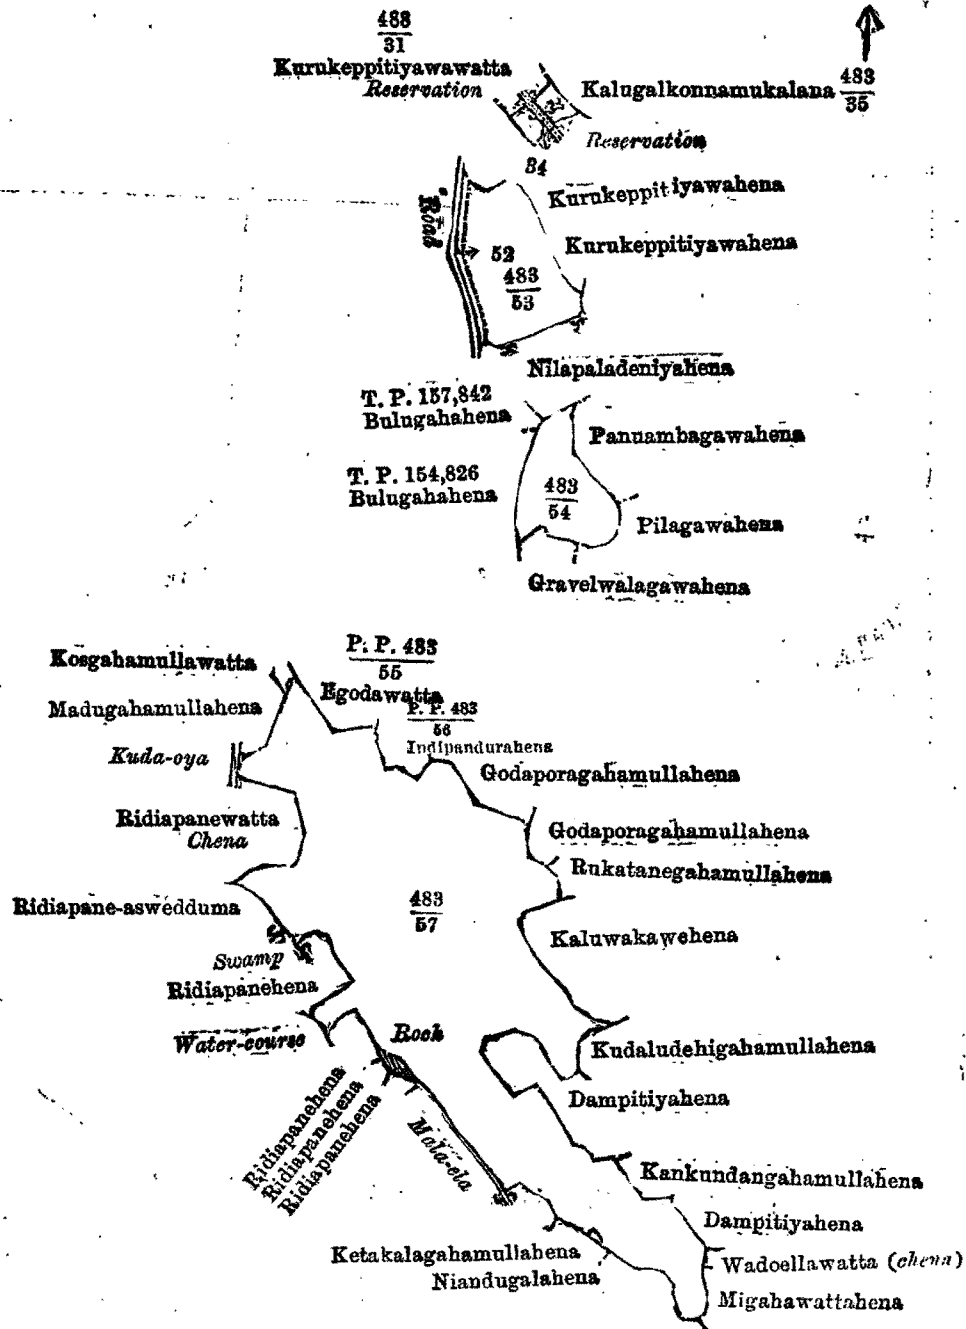 483
31
Kurukeppitiyawawatta
Reservation
Kalugalkonnamukalana
483
35
Reservation
34
Kurukeppitiyawahena
Road
Kurukeppitiyawahena
52
483
53
Nilapaladeniyahena
T. P. 157,842
Bulugahahena
Pannambagawahena
T. P. 154,826
Bulugahahena
483
54
Pilagawahena
Gravelwalagawahena
P. P. 483
55
Kosgahamullawatta
Egodawatta
Madugahamullahena
P. P. 483
56
Indipandurahena
Kuda-oya
Godaporagahamullahena
Ridiapanewatta
Chena
Godaporagahamullahena
Rukatanegahamullahena
483
57
Ridiapane-aswedduma
Kaluwakawehena
Swamp
Ridiapanehena
Water-course
Rock
Kudaludehigahamullahena
Ridiapanehena
Ridiapanehena
Ridiapanehena
Dampitiyahena
Mala-ela
Kankundangahamullahena
Dampitiyahena
Ketakalagahamullahena
Wadoellawatta (chena)
Niandugalahena
Migahawattahena